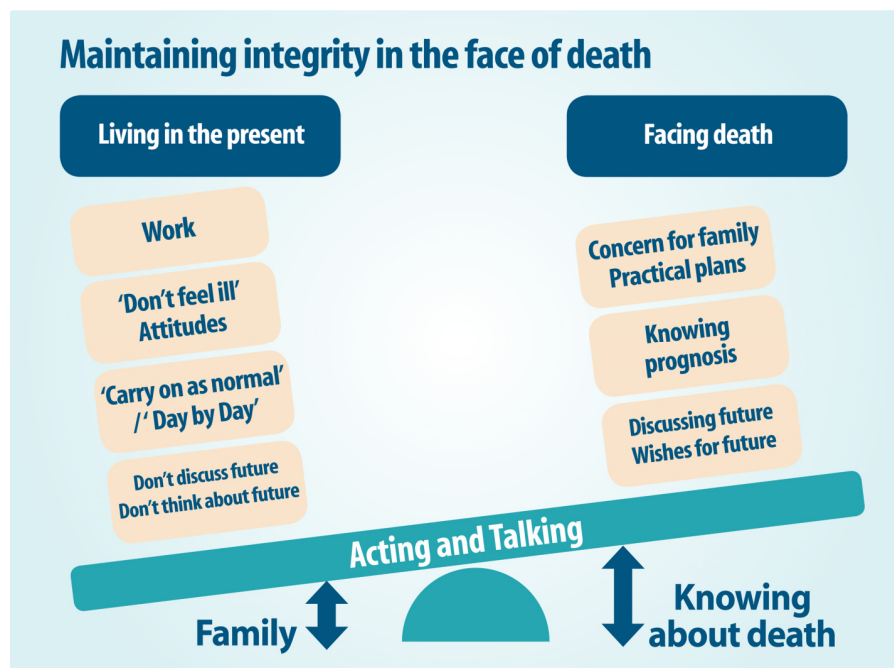 Maintaining integrity in the face of death
Living in the present
Facing death
Work
‘Don’t feel ill’
Attitudes
‘Carry on as normal’
/‘ Day by Day’
Don’t discuss future
Don’t think about future
Concern for family
Practical plans
Knowing
prognosis
Discussing future
Wishes for future
Acting and Talking
Family
Knowing
about death